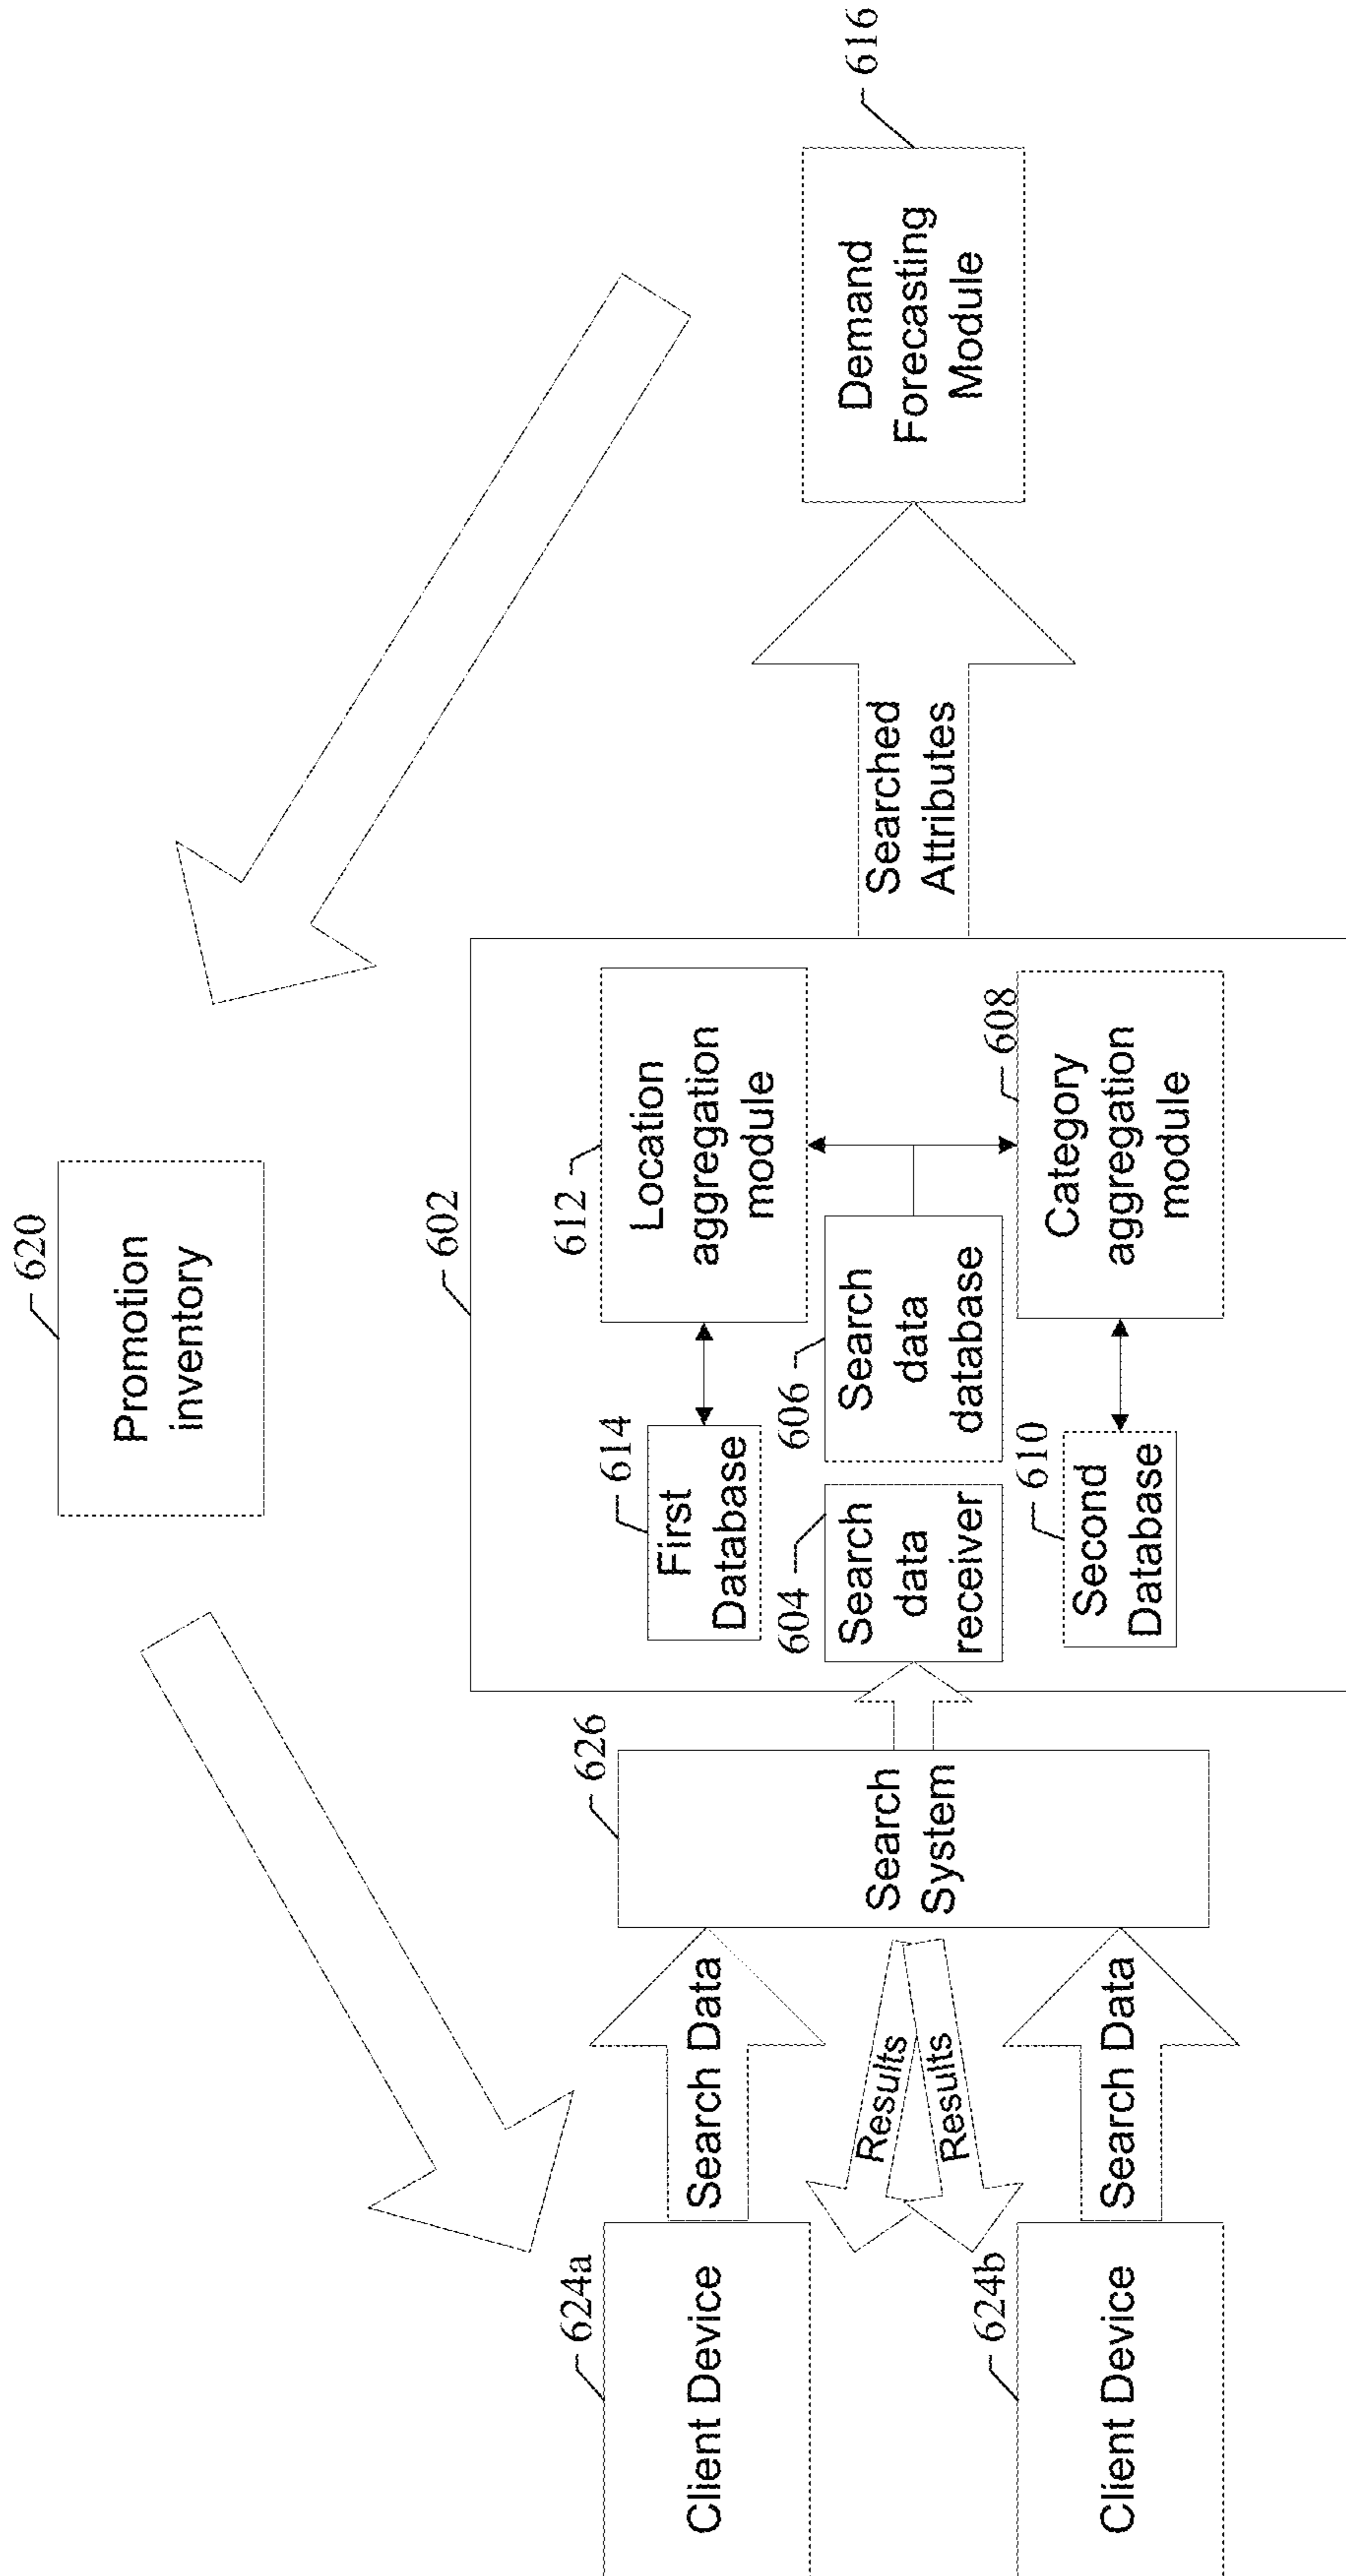 620
Promotion
inventory
602
612
Location
aggregation
module
614
First
Database
606
Search
data
database
604
Search
data
receiver
608
Category
aggregation
module
610
Second
Database
Searched
Attributes
616
Demand
Forecasting
Module
626
Search
System
624a
Client Device
Search Data
Results
Results
624b
Client Device
Search Data